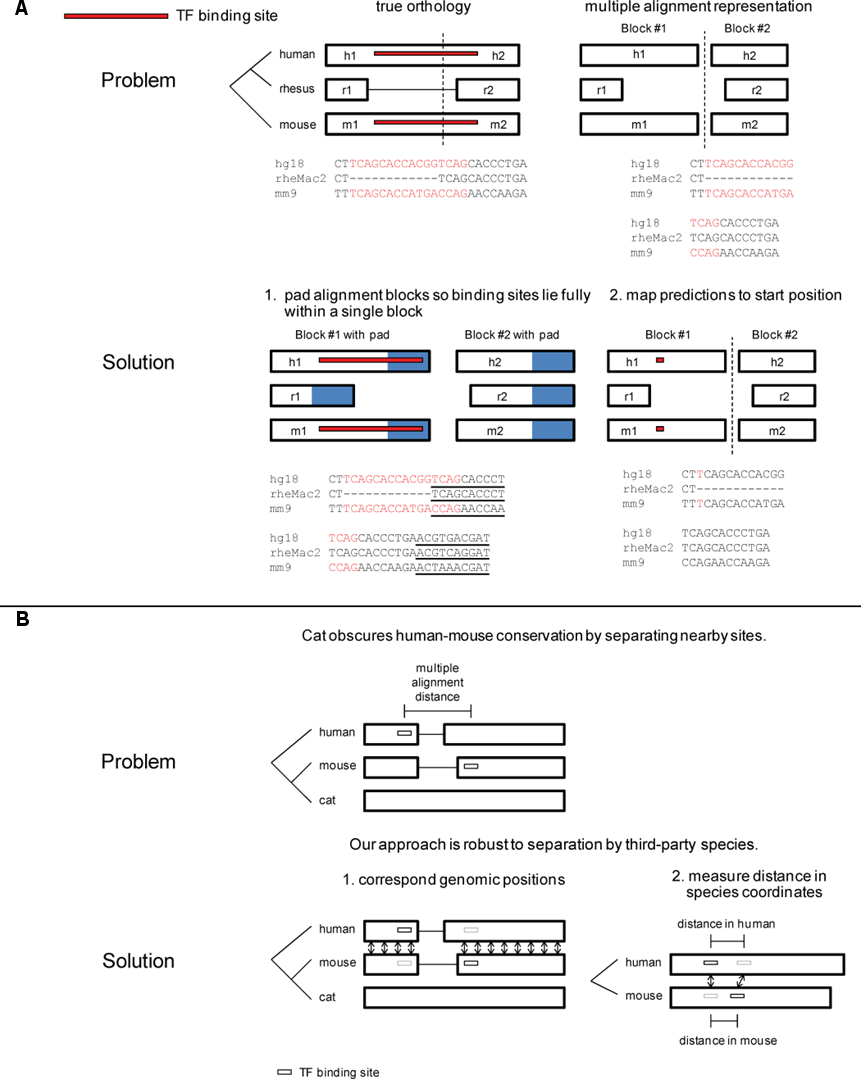 A
TF binding site
true orthology
multiple alignment representation
Block #1
Block #2
Problem
human
h1
h2
h1
h2
rhesus
r1
r2
r1
r2
mouse
m1
m2
m1
m2
hg18 CTTCAGCACCACGGTCAGCACCCTGA
rheMac2 CT------------TCAGCACCCTGA
mm9 TTTCAGCACCATGACCAGAACCAAGA
hg18 CTTCAGCACCACGG
rheMac2 CT------------
mm9 TTTCAGCACCATGA
hg18 TCAGCACCCTGA
rheMac2 TCAGCACCCTGA
mm9 CCAGAACCAAGA
1. pad alignment blocks so binding sites lie fully
within a single block
2. map predictions to start position
Solution
Block #1 with pad
Block #2 with pad
Block #1
Block #2
h1
h2
h1
h2
r1
r2
r1
r2
m1
m2
m1
m2
hg18 CTTCAGCACCACGGTCAGCACCCT
rheMac2 CT------------TCAGCACCCT
mm9 TTTCAGCACCATGACCAGAACCAA
hg18 TCAGCACCCTGAACGTGACGAT
rheMac2 TCAGCACCCTGAACGTCAGGAT
mm9 CCAGAACCAAGAACTAAACGAT
hg18 CTTCAGCACCACGG
rheMac2 CT------------
mm9 TTTCAGCACCATGA
hg18 TCAGCACCCTGA
rheMac2 TCAGCACCCTGA
mm9 CCAGAACCAAGA
B
Cat obscures human-mouse conservation by separating nearby sites.
multiple
alignment
distance
Problem
human
mouse
cat
Our approach is robust to separation by third-party species.
1. correspond genomic positions
2. measure distance in
species coordinates
Solution
human
mouse
cat
distance in human
human
mouse
distance in mouse
TF binding site